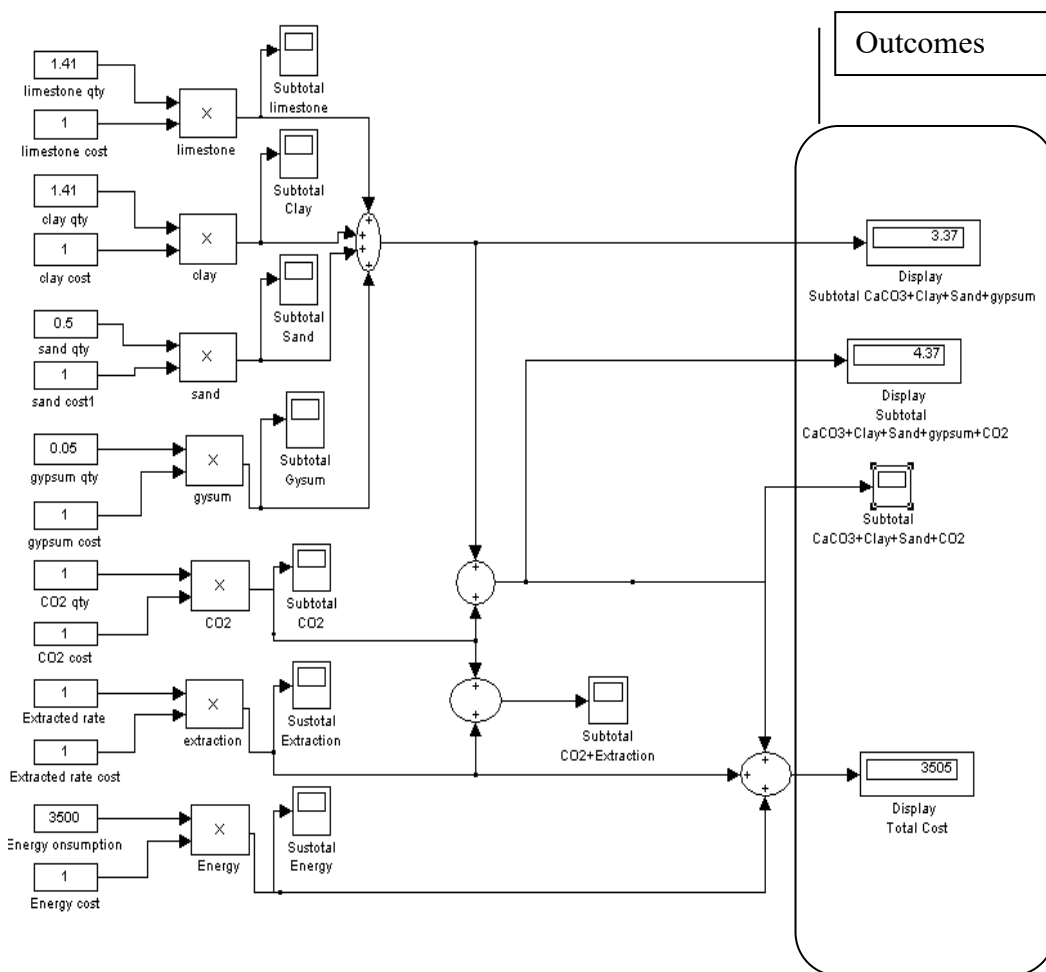 Outcomes
1.41
limestone qty
1
limestone cost
×
limestone
Subtotal
limestone
1.41
clay qty
1
clay cost
×
clay
Subtotal
Clay
0.5
sand qty
1
sand cost1
×
sand
Subtotal
Sand
0.05
gypsum qty
1
gypsum cost
×
gysum
Subtotal
Gysum
+
+
+
+
3.37
Display
Subtotal CaCO3+Clay+Sand+gypsum
4.37
Display
Subtotal
CaCO3+Clay+Sand+gypsum+CO2
Subtotal
CaCO3+Clay+Sand+CO2
1
CO2 qty
1
CO2 cost
×
CO2
Subtotal
CO2
+
+
1
Extracted rate
1
Extracted rate cost
×
extraction
Sustotal
Extraction
+
+
Subtotal
CO2+Extraction
3500
Energy onsumption
1
Energy cost
×
Energy
Sustotal
Energy
+
+
+
3505
Display
Total Cost